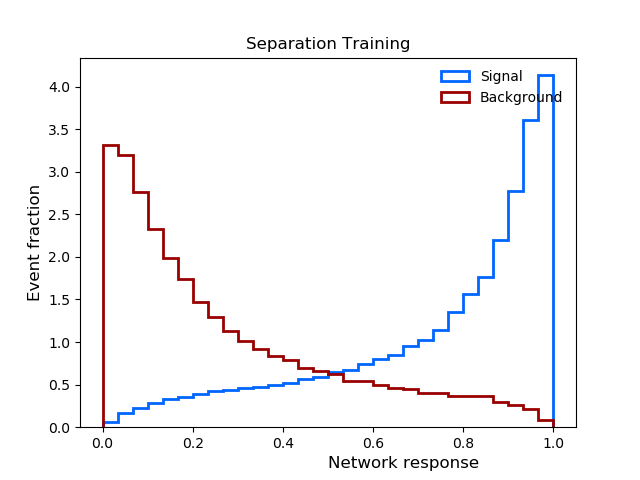 Separation Training
Signal
Background
4.0
3.5
3.0
2.5
2.0
1.5
1.0
0.5
0.0
Event fraction
0.0 0.2 0.4 0.6 0.8 1.0
Network response